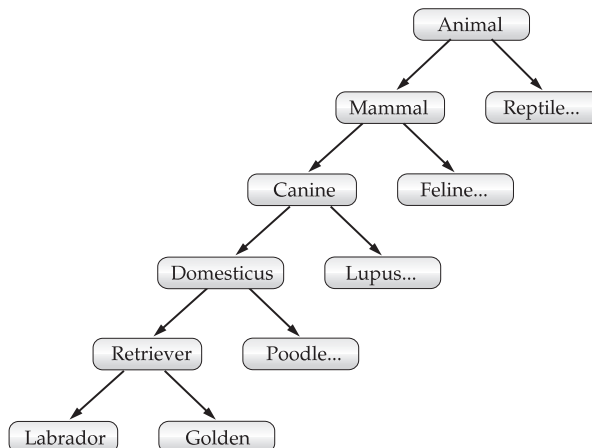 Animal
Mammal
Reptile...
Canine
Feline...
Domesticus
Lupus...
Retriever
Poodle...
Labrador
Golden